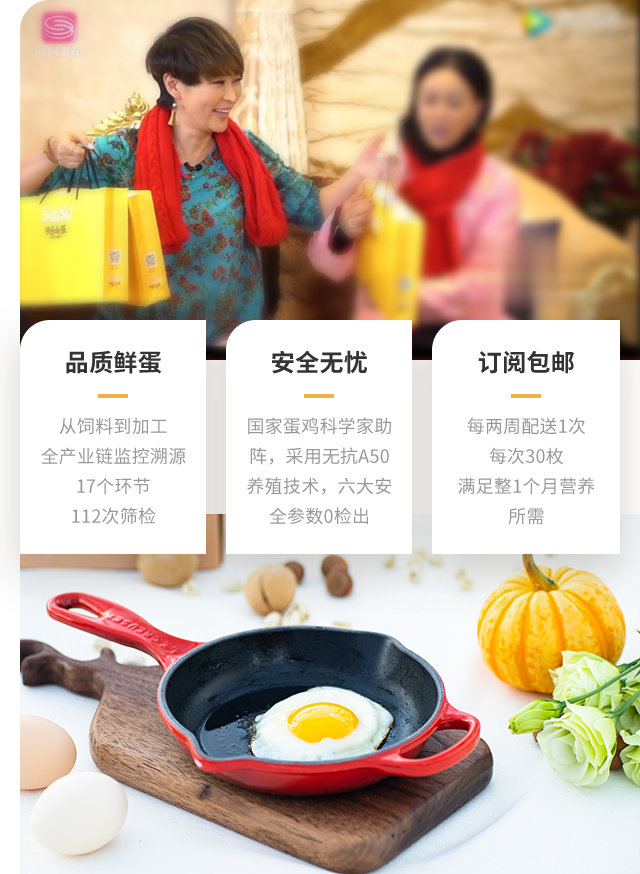 品质鲜蛋
从饲料到加工
全产业链监控溯源
17个环节
112次筛检
安全无忧
国家蛋鸡科学家助
阵，采用无抗A50
养殖技术，六大安
全参数0检出
订阅包邮
每两周配送1次
每次30枚
满足整1个月营养
所需